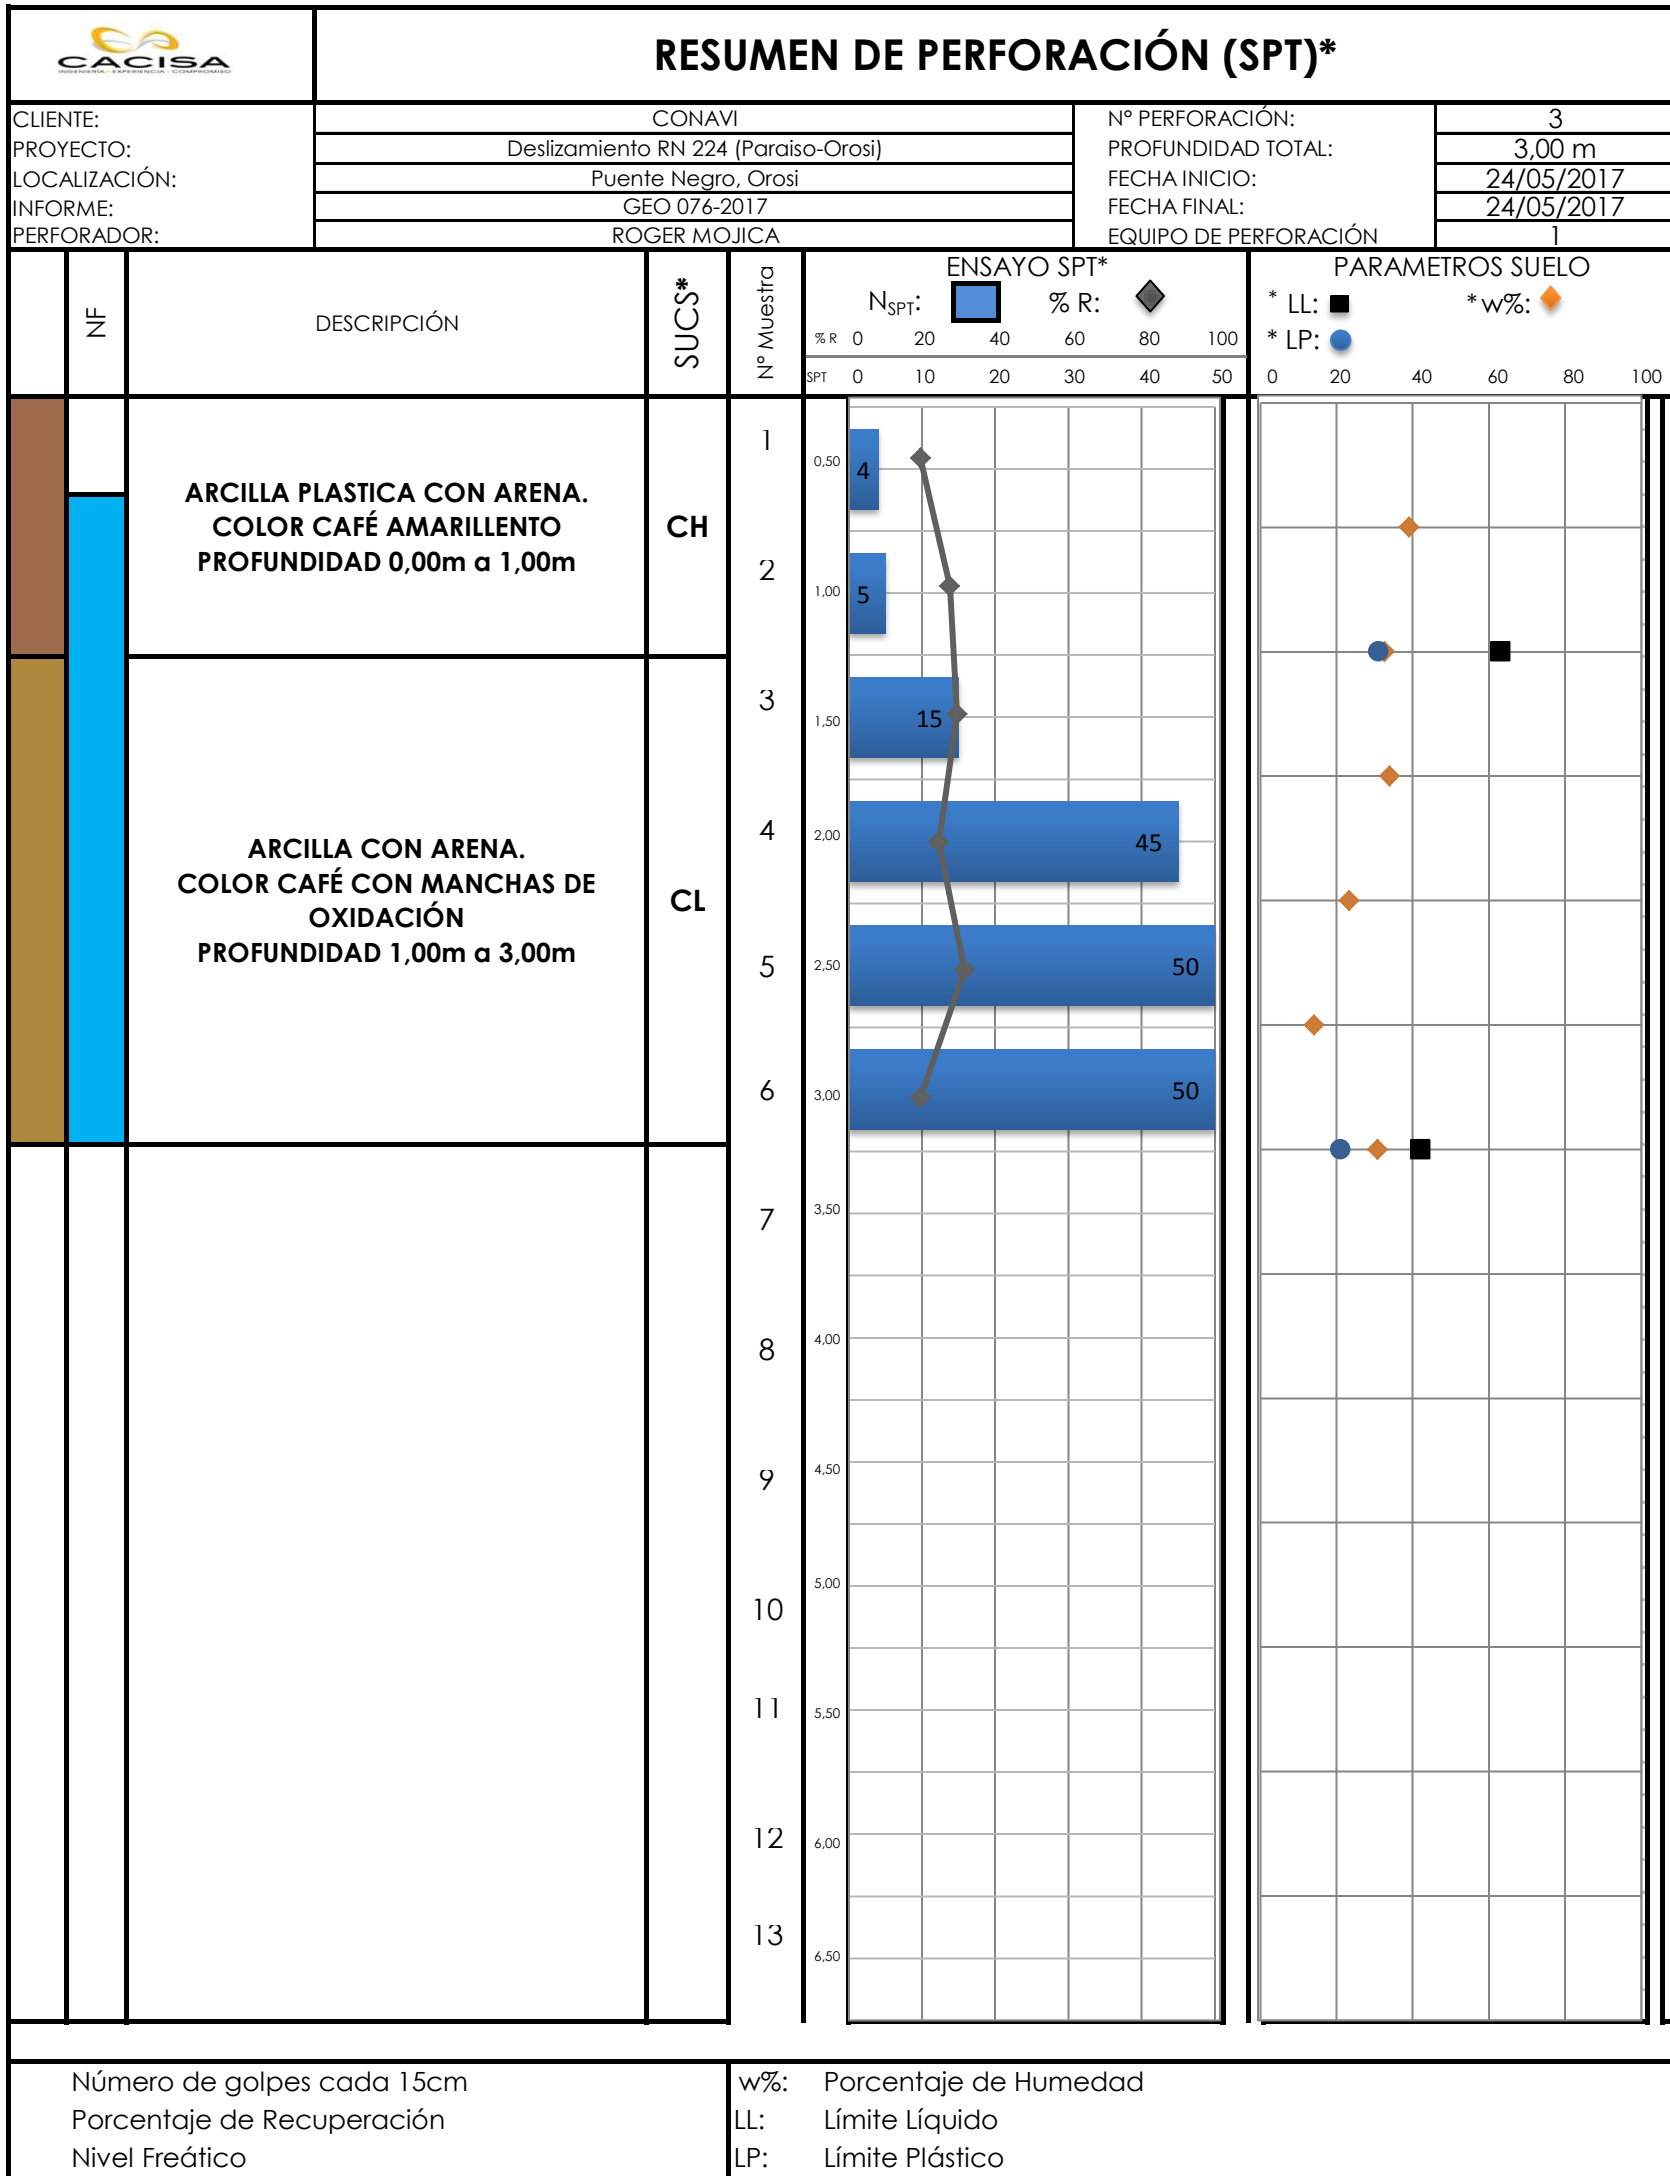 CACISA
INGENIERÍA - EXPERIENCIA - COMPROMISO
RESUMEN DE PERFORACIÓN (SPT)*
CLIENTE: CONAVI N° PERFORACIÓN: 3
PROYECTO: Deslizamiento RN 224 (Paraiso-Orosi) PROFUNDIDAD TOTAL: 3,00 m
LOCALIZACIÓN: Puente Negro, Orosi FECHA INICIO: 24/05/2017
INFORME: GEO 076-2017 FECHA FINAL: 24/05/2017
PERFORADOR: ROGER MOJICA EQUIPO DE PERFORACIÓN 1
NF
DESCRIPCIÓN
SUCS*
N° Muestra
ENSAYO SPT*
NSPT: % R:
% R 0 20 40 60 80 100
SPT 0 10 20 30 40 50
PARAMETROS SUELO
* LL: *w%:
* LP:
0 20 40 60 80 100
ARCILLA PLASTICA CON ARENA.
COLOR CAFÉ AMARILLENTO
PROFUNDIDAD 0,00m a 1,00m
CH
ARCILLA CON ARENA.
COLOR CAFÉ CON MANCHAS DE
OXIDACIÓN
PROFUNDIDAD 1,00m a 3,00m
CL
1 0,50 4
2 1,00 5
3 1,50 15
4 2,00 45
5 2,50 50
6 3,00 50
7 3,50
8 4,00
9 4,50
10 5,00
11 5,50
12 6,00
13 6,50
Número de golpes cada 15cm w%: Porcentaje de Humedad
Porcentaje de Recuperación LL: Límite Líquido
Nivel Freático LP: Límite Plástico